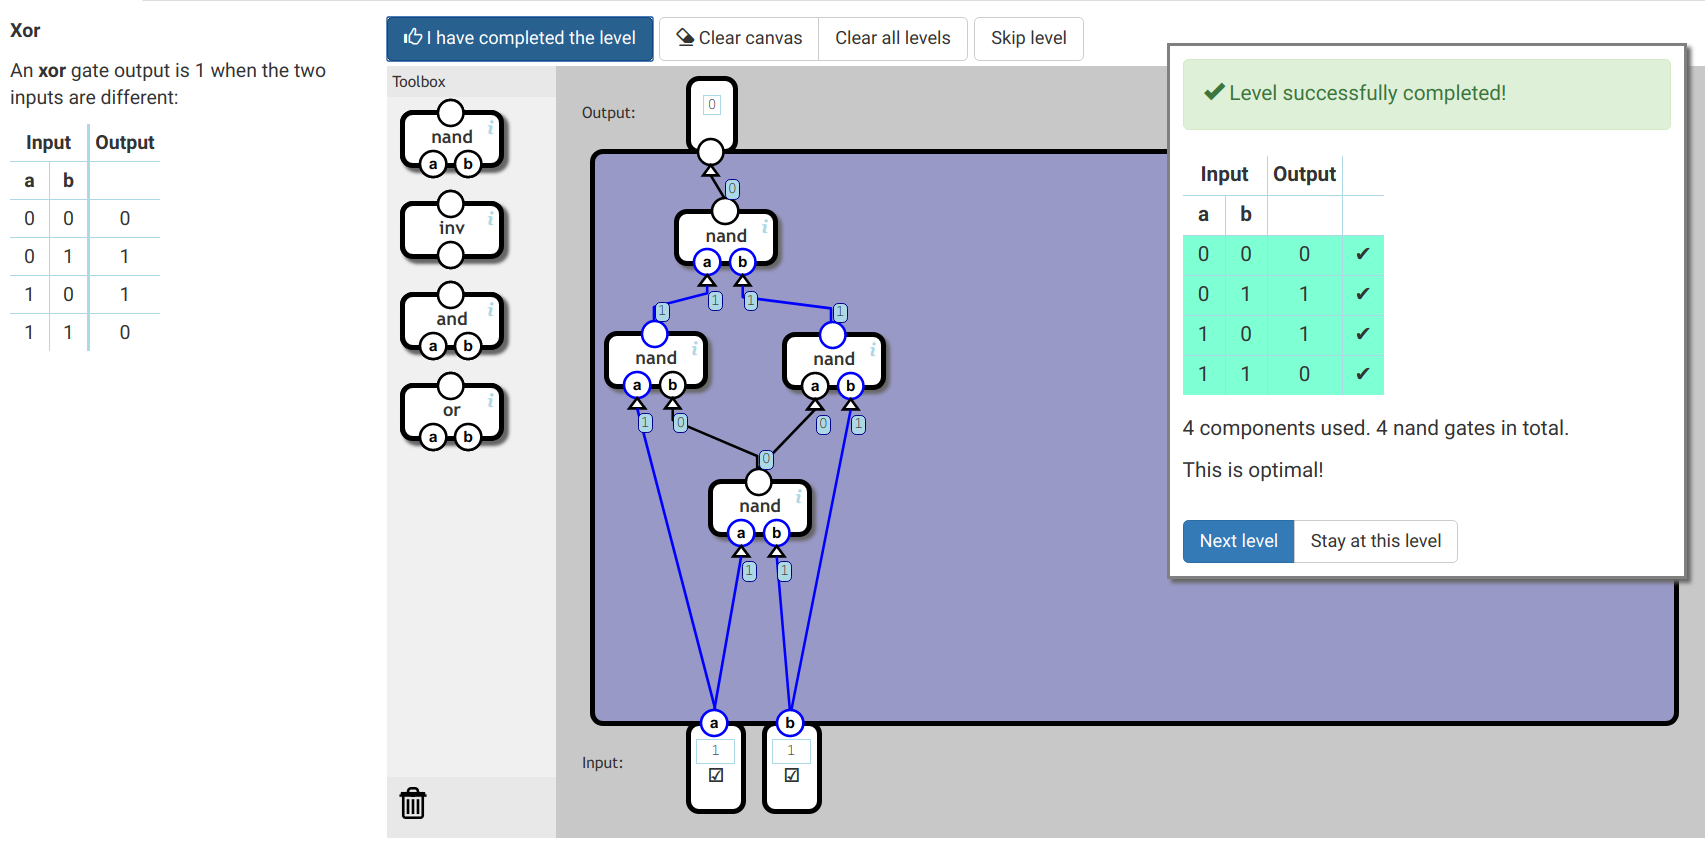 Xor
An xor gate output is 1 when the two
inputs are different:
Input Output
a b
0 0 0
0 1 1
1 0 1
1 1 0
I have completed the level
Clear canvas
Clear all levels
Skip level
Toolbox
nand
i
a b
inv
i
and
i
a b
or
i
a b
Output:
0
0
nand
i
a b
1 1
1 1
nand
i
a b
nand
i
a b
1 0 0 1
0
nand
i
a b
1 1
a b
Input:
1 1
Level successfully completed!
Input Output
a b
0 0 0 ✔
0 1 1 ✔
1 0 1 ✔
1 1 0 ✔
4 components used. 4 nand gates in total.
This is optimal!
Next level
Stay at this level